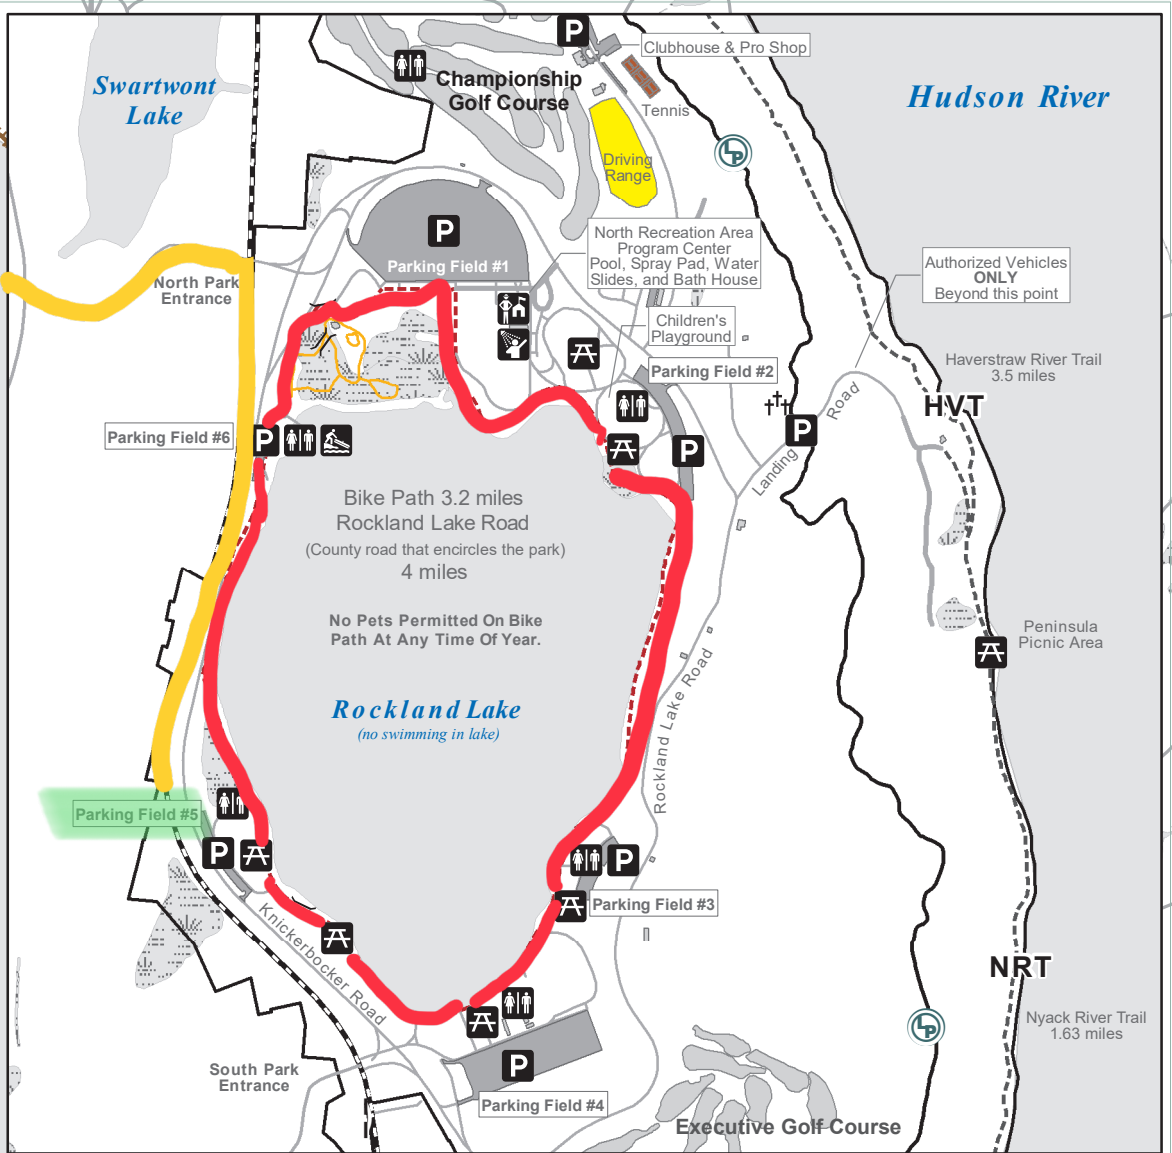 Swartwont
Lake
Championship
Golf Course
P
Clubhouse & Pro Shop
Tennis
Hudson River
LP
Driving
Range
P
Parking Field #1
North Recreation Area
Program Center
Pool, Spray Pad, Water
Slides, and Bath House
Authorized Vehicles
ONLY
Beyond this point
North Park
Entrance
Children's
Playground
Parking Field #2
Haverstraw River Trail
3.5 miles
HVT
Parking Field #6
P
P
P
Landing Road
Bike Path 3.2 miles
Rockland Lake Road
(County road that encircles the park)
4 miles
No Pets Permitted On Bike
Path At Any Time Of Year.
Peninsula
Picnic Area
Rockland Lake
(no swimming in lake)
Rockland Lake Road
Parking Field #5
P
P
Parking Field #3
Knickerbocker Road
NRT
Nyack River Trail
1.63 miles
LP
South Park
Entrance
P
Parking Field #4
Executive Golf Course